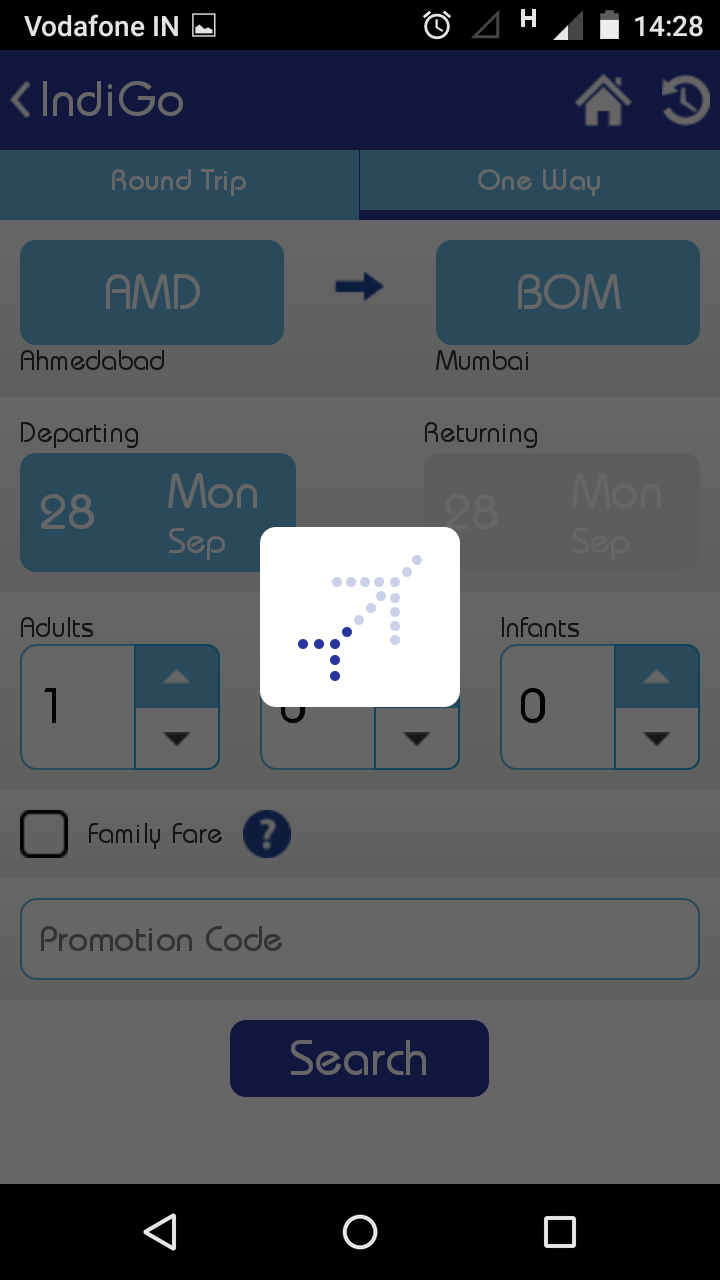 Vodafone IN H 14:28
IndiGo
Round Trip One Way
AMD BOM
Ahmedabad Mumbai
Departing Returning
28 Mon Sep 28 Mon Sep
Adults Infants
1 0 0
Family Fare ?
Promotion Code
Search